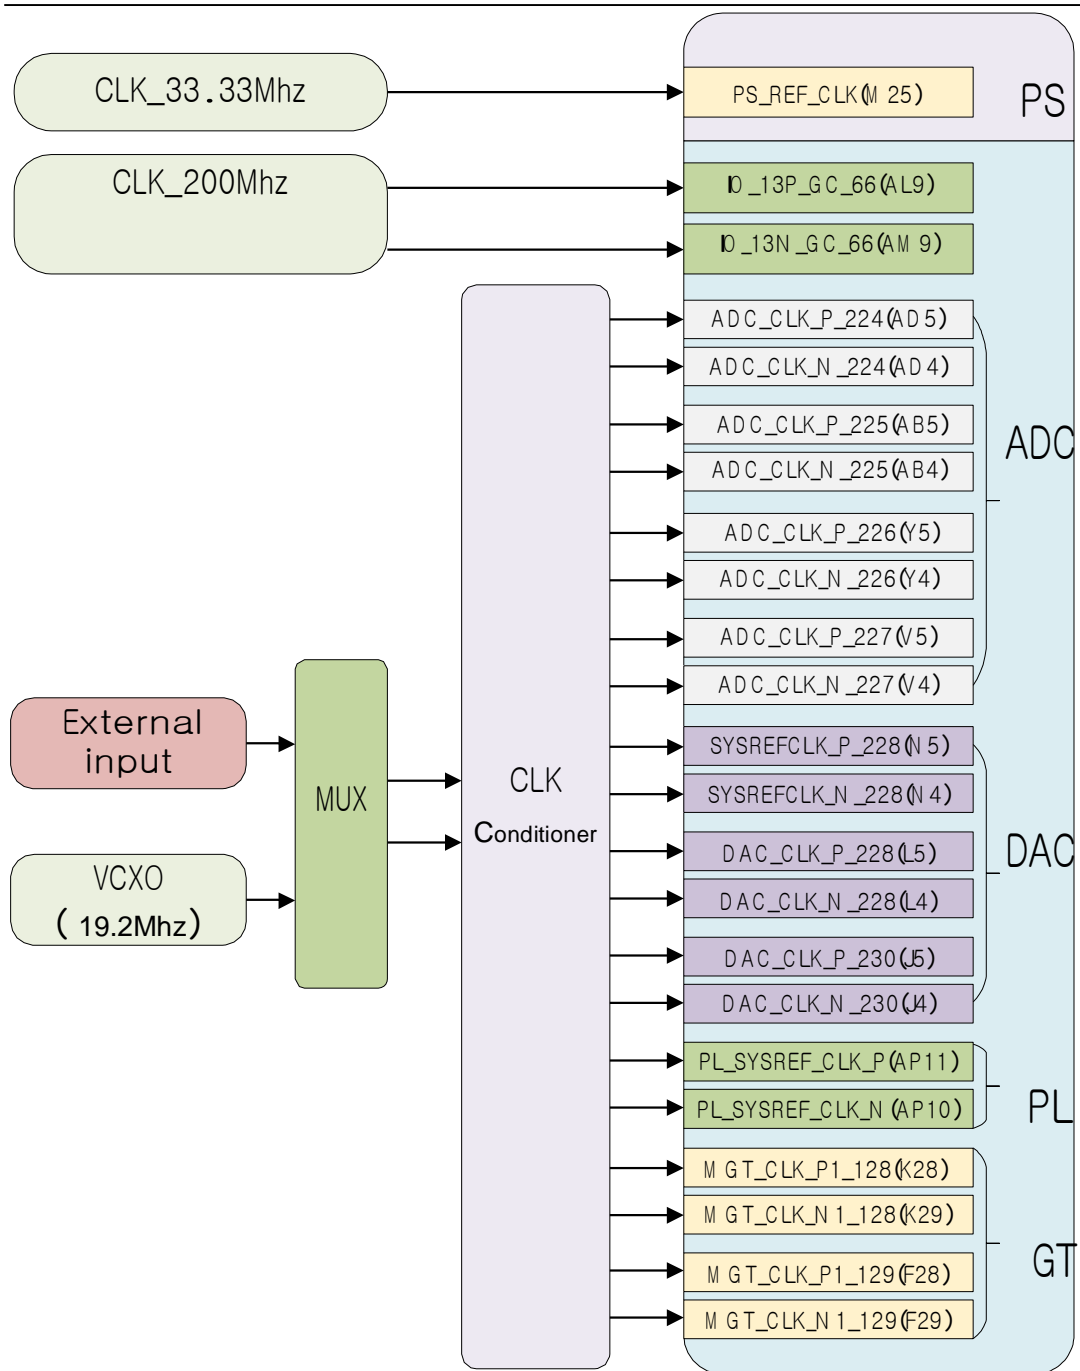 CLK_33.33Mhz
PS_REF_CLK(M25)
PS
CLK_200Mhz
IO_13P_GC_66(AL9)
IO_13N_GC_66(AM9)
ADC_CLK_P_224(AD5)
ADC_CLK_N_224(AD4)
ADC_CLK_P_225(AB5)
ADC_CLK_N_225(AB4)
ADC_CLK_P_226(Y5)
ADC_CLK_N_226(Y4)
ADC_CLK_P_227(V5)
ADC_CLK_N_227(V4)
ADC
External
input
VCXO
( 19.2Mhz)
MUX
CLK
Conditioner
SYSREFCLK_P_228(N5)
SYSREFCLK_N_228(N4)
DAC_CLK_P_228(L5)
DAC_CLK_N_228(L4)
DAC_CLK_P_230(J5)
DAC_CLK_N_230(J4)
DAC
PL_SYSREF_CLK_P(AP11)
PL_SYSREF_CLK_N(AP10)
PL
MGT_CLK_P1_128(K28)
MGT_CLK_N1_128(K29)
MGT_CLK_P1_129(F28)
MGT_CLK_N1_129(F29)
GT